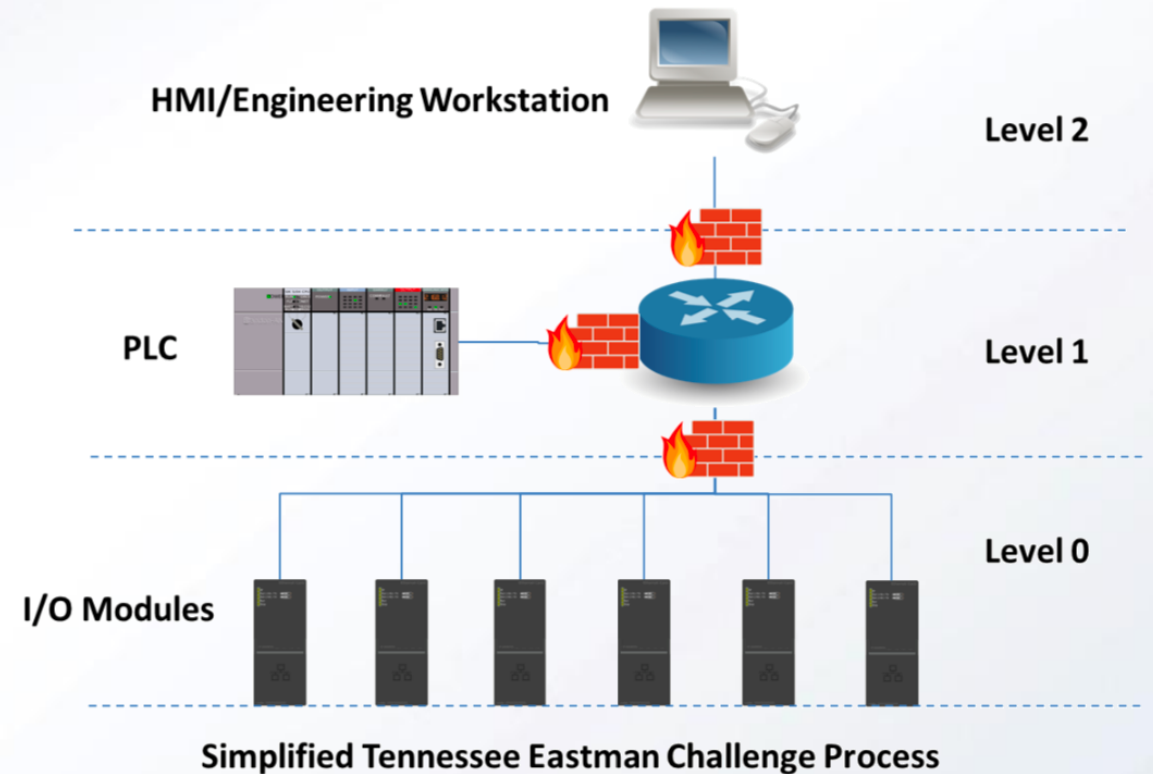 HMI/Engineering Workstation
Level 2
PLC
Level 1
Level 0
I/O Modules
Simplified Tennessee Eastman Challenge Process